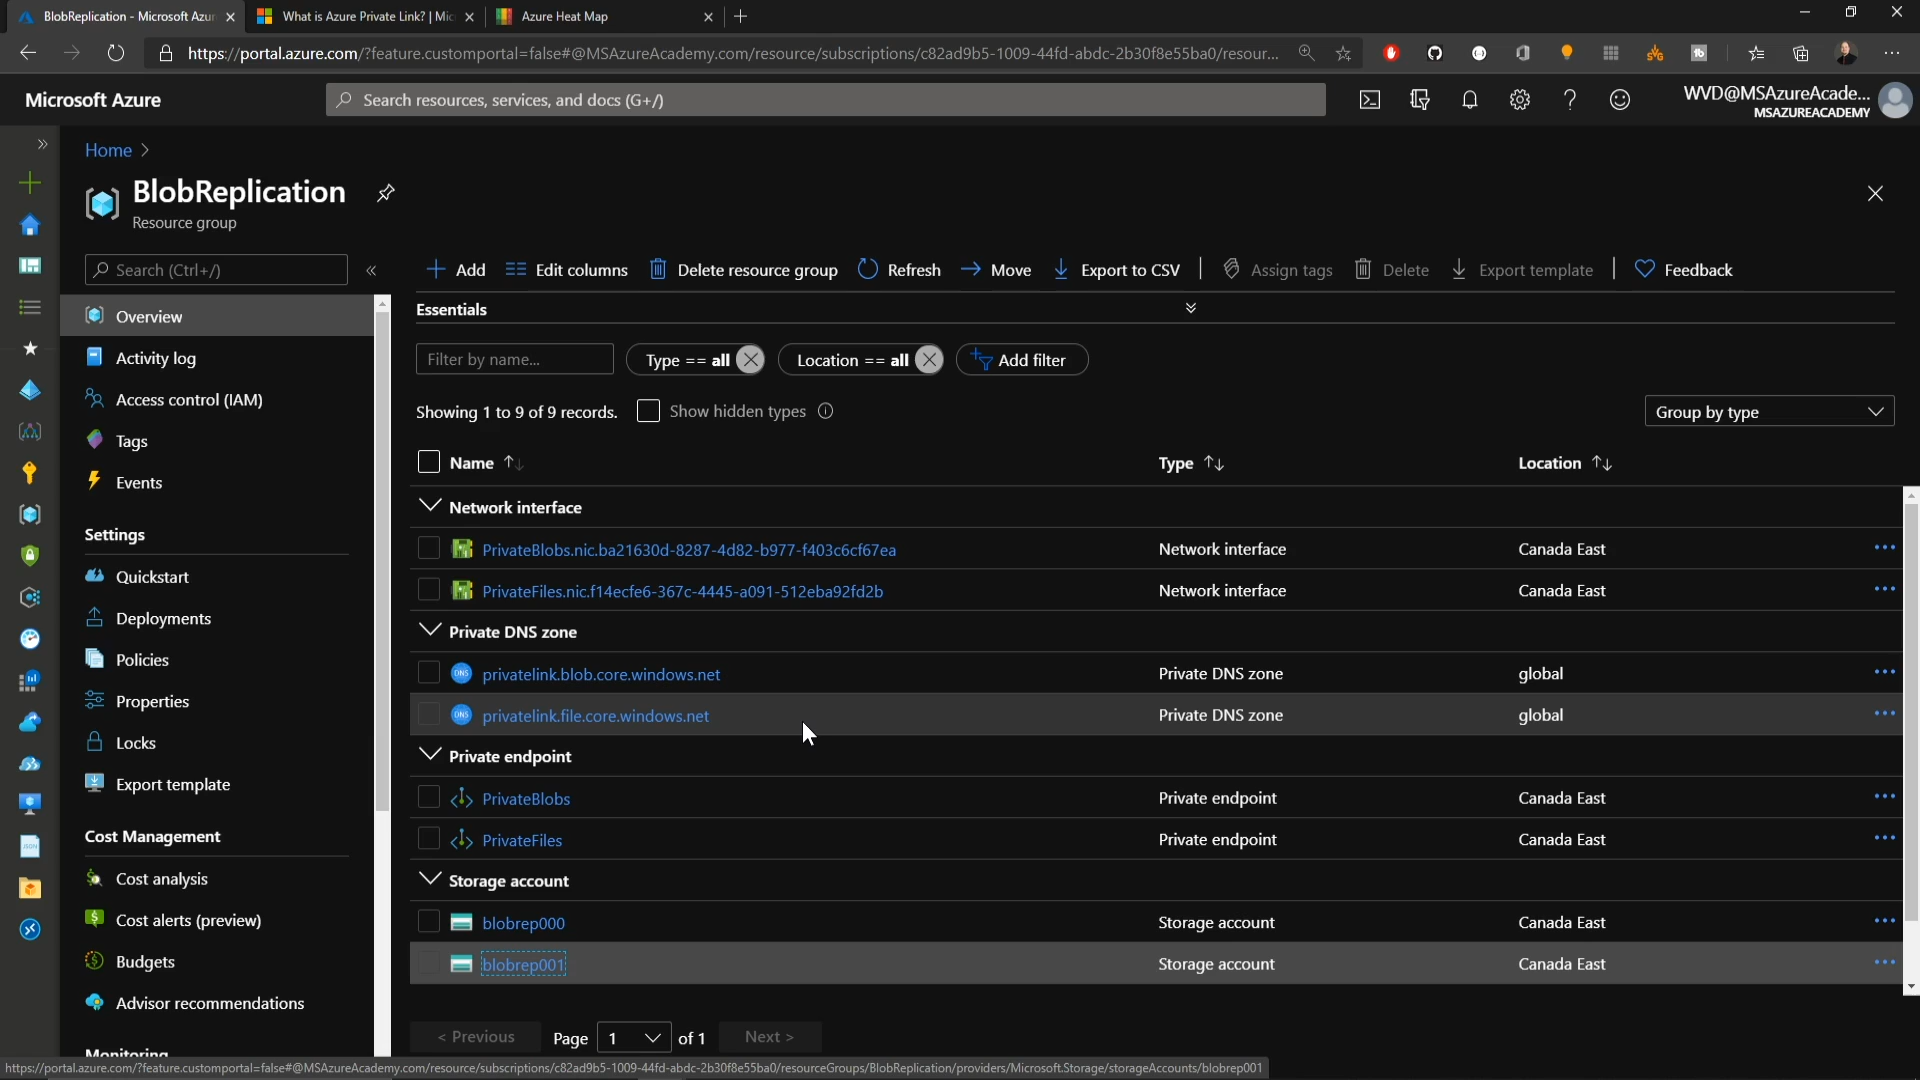 BlobReplication - Microsoft Azur
What is Azure Private Link? | Mic
Azure Heat Map
https://portal.azure.com/?feature.customportal=false#@MSAzureAcademy.com/resource/subscriptions/c82ad9b5-1009-44fd-abdc-2b30f8e55ba0/resour...
Microsoft Azure
Search resources, services, and docs (G+/)
WVD@MSAzureAcade...
MSAZUREACADEMY
Home
BlobReplication
Resource group
Search (Ctrl+/)
Add
Edit columns
Delete resource group
Refresh
Move
Export to CSV
Assign tags
Delete
Export template
Feedback
Overview
Activity log
Access control (IAM)
Tags
Events
Settings
Quickstart
Deployments
Policies
Properties
Locks
Export template
Cost Management
Cost analysis
Cost alerts (preview)
Budgets
Advisor recommendations
Monitoring
Essentials
Filter by name...
Type == all
Location == all
Add filter
Showing 1 to 9 of 9 records.
Show hidden types
Group by type
Name
Type
Location
Network interface
PrivateBlobs.nic.ba21630d-8287-4d82-b977-f403c6cf67ea Network interface Canada East
PrivateFiles.nic.f14ecfe6-367c-4445-a091-512eba92fd2b Network interface Canada East
Private DNS zone
privatelink.blob.core.windows.net Private DNS zone global
privatelink.file.core.windows.net Private DNS zone global
Private endpoint
PrivateBlobs Private endpoint Canada East
PrivateFiles Private endpoint Canada East
Storage account
blobrep000 Storage account Canada East
blobrep001 Storage account Canada East
< Previous
Page 1 of 1
Next >
https://portal.azure.com/?feature.customportal=false#@MSAzureAcademy.com/resource/subscriptions/c82ad9b5-1009-44fd-abdc-2b30f8e55ba0/resourceGroups/BlobReplication/providers/Microsoft.Storage/storageAccounts/blobrep001